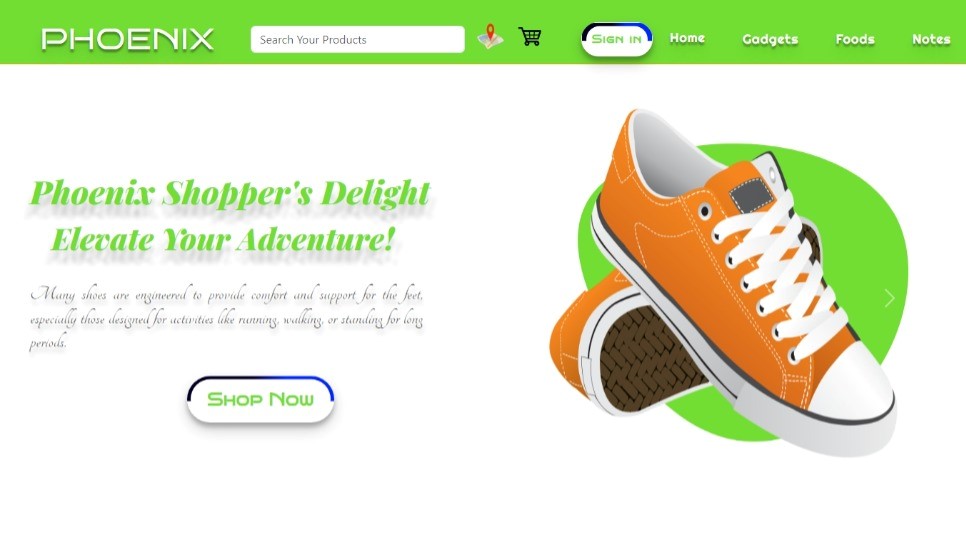 PHOENIX
Search Your Products
Sign in
Home
Gadgets
Foods
Notes
Phoenix Shopper's Delight
Elevate Your Adventure!
Many shoes are engineered to provide comfort and support for the feet,
especially those designed for activities like running, walking, or standing for long
periods.
Shop Now